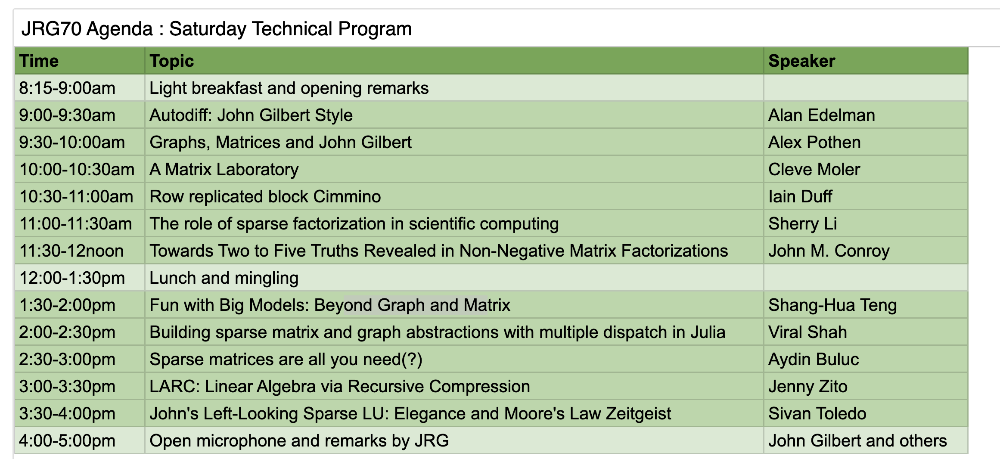 JRG70 Agenda : Saturday Technical Program
Time Topic Speaker
8:15-9:00am Light breakfast and opening remarks
9:00-9:30am Autodiff: John Gilbert Style Alan Edelman
9:30-10:00am Graphs, Matrices and John Gilbert Alex Pothen
10:00-10:30am A Matrix Laboratory Cleve Moler
10:30-11:00am Row replicated block Cimmino Iain Duff
11:00-11:30am The role of sparse factorization in scientific computing Sherry Li
11:30-12noon Towards Two to Five Truths Revealed in Non-Negative Matrix Factorizations John M. Conroy
12:00-1:30pm Lunch and mingling
1:30-2:00pm Fun with Big Models: Beyond Graph and Matrix Shang-Hua Teng
2:00-2:30pm Building sparse matrix and graph abstractions with multiple dispatch in Julia Viral Shah
2:30-3:00pm Sparse matrices are all you need(?) Aydin Buluc
3:00-3:30pm LARC: Linear Algebra via Recursive Compression Jenny Zito
3:30-4:00pm John's Left-Looking Sparse LU: Elegance and Moore's Law Zeitgeist Sivan Toledo
4:00-5:00pm Open microphone and remarks by JRG John Gilbert and others